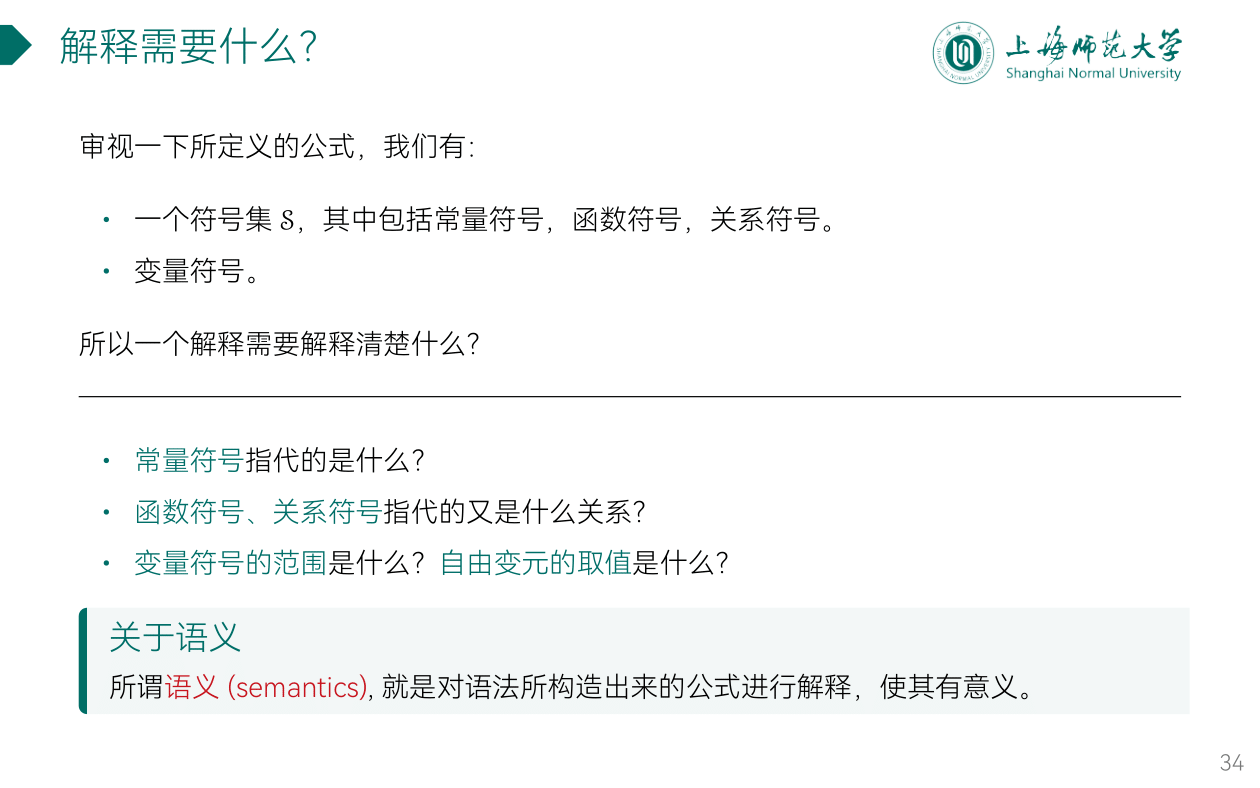 解释需要什么？
上海师范大学
Shanghai Normal University
审视一下所定义的公式，我们有：
• 一个符号集 S，其中包括常量符号，函数符号，关系符号。
• 变量符号。
所以一个解释需要解释清楚什么？
• 常量符号指代的是什么？
• 函数符号、关系符号指代的又是什么关系？
• 变量符号的范围是什么？自由变元的取值是什么？
关于语义
所谓语义 (semantics), 就是对语法所构造出来的公式进行解释，使其有意义。
34